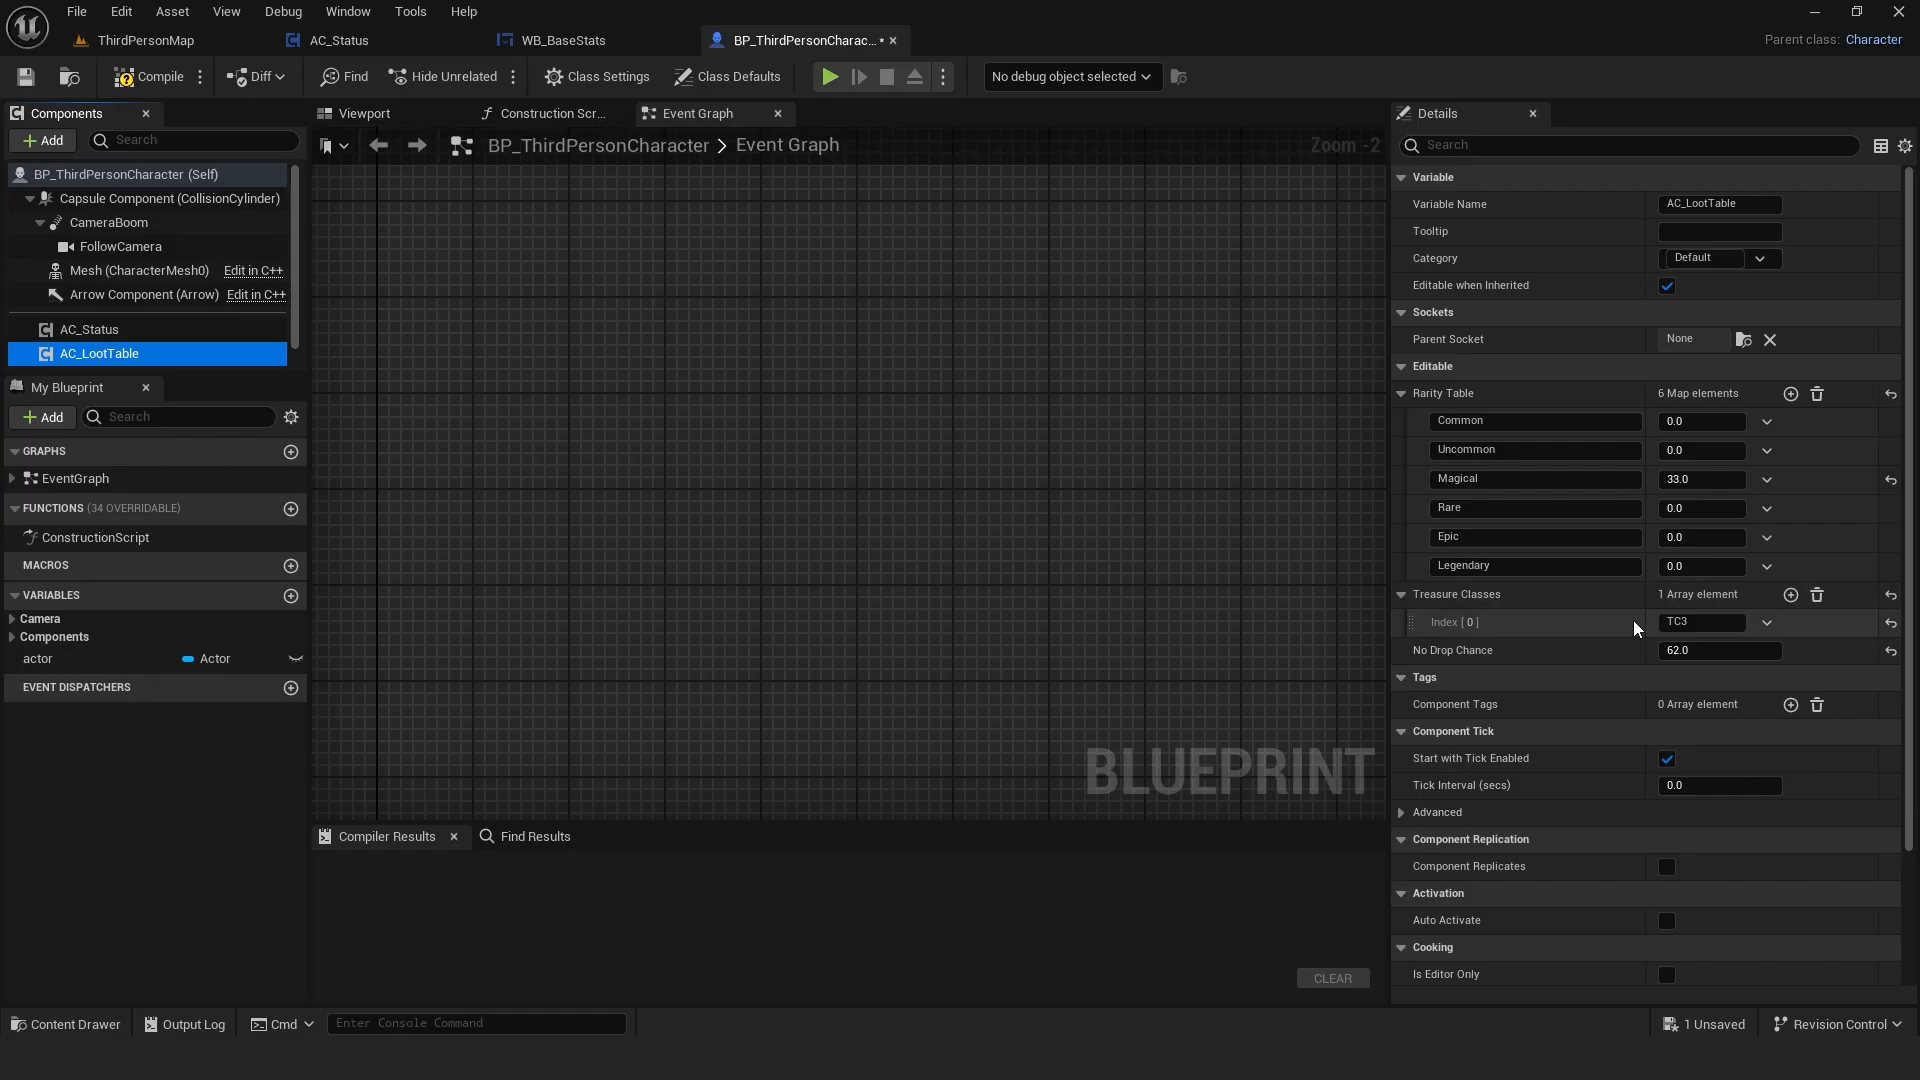 File Edit Asset View Debug Window Tools Help
ThirdPersonMap AC_Status WB_BaseStats BP_ThirdPersonCharac...* Parent class: Character
Compile Diff Find Hide Unrelated Class Settings Class Defaults No debug object selected
Components
Add Search
BP_ThirdPersonCharacter (Self)
Capsule Component (CollisionCylinder)
CameraBoom
FollowCamera
Mesh (CharacterMesh0) Edit in C++
Arrow Component (Arrow) Edit in C++
AC_Status
AC_LootTable
My Blueprint
Add Search
GRAPHS
EventGraph
FUNCTIONS (34 OVERRIDABLE)
ConstructionScript
MACROS
VARIABLES
Camera
Components
actor Actor
EVENT DISPATCHERS
Viewport Construction Scr... Event Graph
BP_ThirdPersonCharacter > Event Graph Zoom -2
BLUEPRINT
Compiler Results Find Results
CLEAR
Details
Search
Variable
Variable Name AC_LootTable
Tooltip
Category Default
Editable when Inherited
Sockets
Parent Socket None
Editable
Rarity Table 6 Map elements
Common 0.0
Uncommon 0.0
Magical 33.0
Rare 0.0
Epic 0.0
Legendary 0.0
Treasure Classes 1 Array element
Index [ 0 ] TC3
No Drop Chance 62.0
Tags
Component Tags 0 Array element
Component Tick
Start with Tick Enabled
Tick Interval (secs) 0.0
Advanced
Component Replication
Component Replicates
Activation
Auto Activate
Cooking
Is Editor Only
Content Drawer Output Log Cmd Enter Console Command 1 Unsaved Revision Control